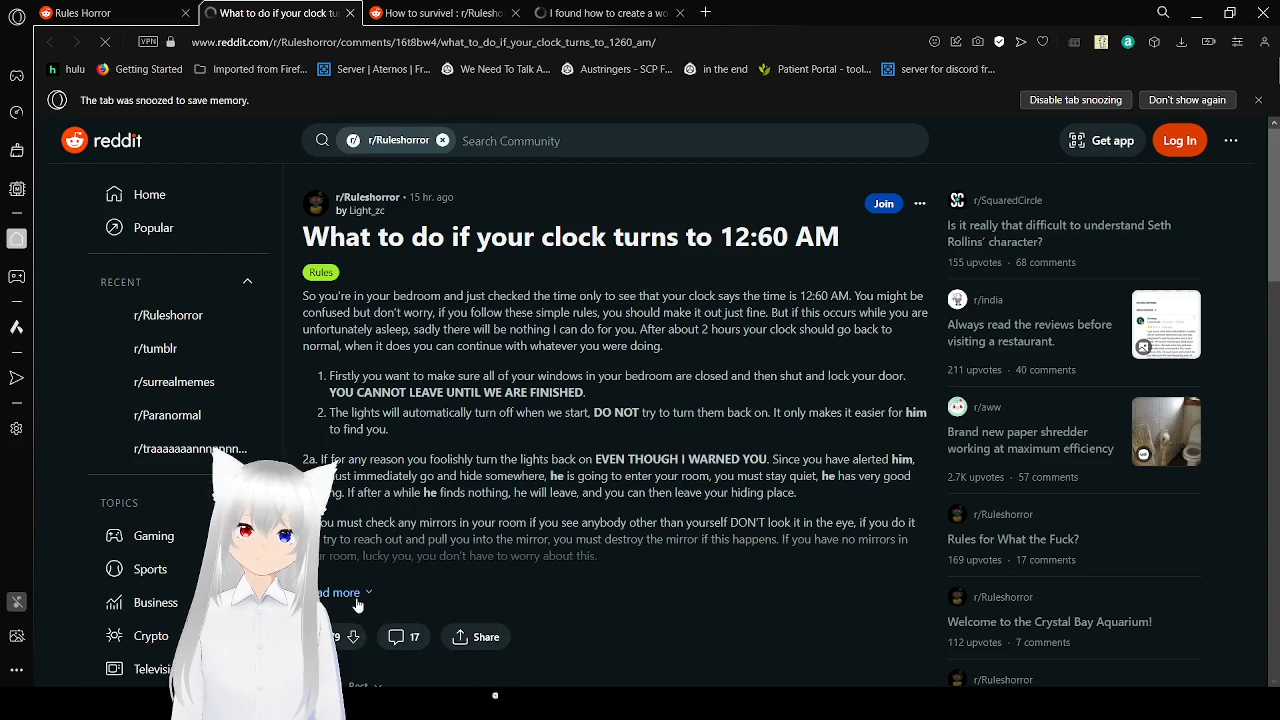 Rules Horror
What to do if your clock tur
How to survive! : r/Rulesho
I found how to create a wo
VPN
www.reddit.com/r/Ruleshorror/comments/16t8bw4/what_to_do_if_your_clock_turns_to_1260_am/
hulu
Getting Started
Imported from Firef...
Server | Aternos | Fr...
We Need To Talk A...
Austringers - SCP F...
in the end
Patient Portal - tool...
server for discord fr...
The tab was snoozed to save memory.
Disable tab snoozing
Don't show again
reddit
r/Ruleshorror
Search Community
Get app
Log In
Home
Popular
RECENT
r/Ruleshorror
r/tumblr
r/surrealmemes
r/Paranormal
r/traaaaaaannnnnnn...
TOPICS
Gaming
Sports
Business
Crypto
Televisi
r/Ruleshorror • 15 hr. ago
by Light_zc
Join
What to do if your clock turns to 12:60 AM
Rules
So you're in your bedroom and just checked the time only to see that your clock says the time is 12:60 AM. You might be
confused but don't worry, if you follow these simple rules, you should make it out just fine. But if this occurs while you are
unfortunately asleep, sadly there will be nothing I can do for you. After about 2 hours your clock should go back to
normal, when it does you can resume with whatever you were doing.
1. Firstly you want to make sure all of your windows in your bedroom are closed and then shut and lock your door.
YOU CANNOT LEAVE UNTIL WE ARE FINISHED.
2. The lights will automatically turn off when we start, DO NOT try to turn them back on. It only makes it easier for him
to find you.
2a. If for any reason you foolishly turn the lights back on EVEN THOUGH I WARNED YOU. Since you have alerted him,
ust immediately go and hide somewhere, he is going to enter your room, you must stay quiet, he has very good
ng. If after a while he finds nothing, he will leave, and you can then leave your hiding place.
ou must check any mirrors in your room if you see anybody other than yourself DON'T look it in the eye, if you do it
try to reach out and pull you into the mirror, you must destroy the mirror if this happens. If you have no mirrors in
ur room, lucky you, you don't have to worry about this.
ad more
79
17
Share
Best
r/SquaredCircle
Is it really that difficult to understand Seth
Rollins' character?
155 upvotes · 68 comments
r/india
Always read the reviews before
visiting a restaurant.
211 upvotes · 40 comments
r/aww
Brand new paper shredder
working at maximum efficiency
GIF
2.7K upvotes · 57 comments
r/Ruleshorror
Rules for What the Fuck?
169 upvotes · 17 comments
r/Ruleshorror
Welcome to the Crystal Bay Aquarium!
112 upvotes · 7 comments
r/Ruleshorror